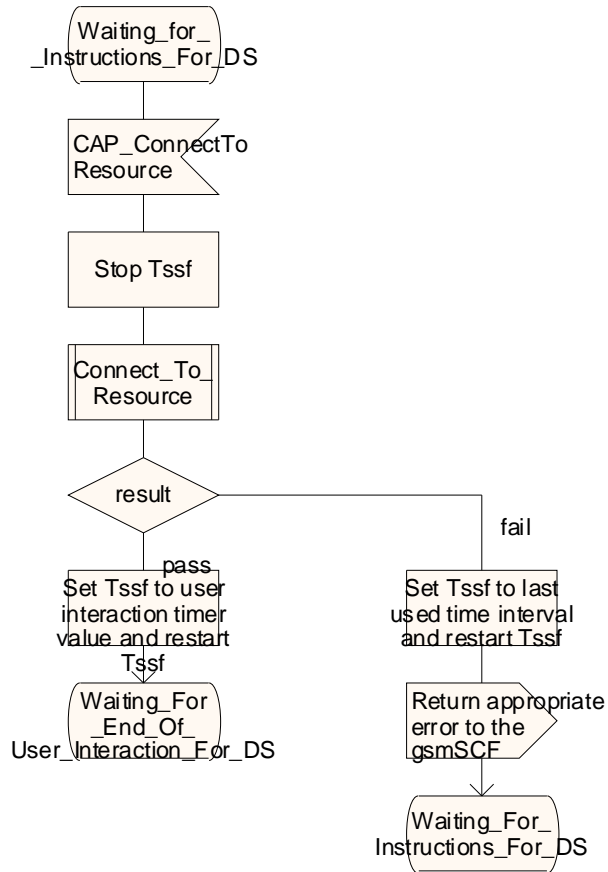 Waiting_for_
_Instructions_For_DS
CAP_ConnectTo
Resource
Stop Tssf
Connect_To_
Resource
result
fail
pass
Set Tssf to user
interaction timer
value and restart
Tssf
Set Tssf to last
used time interval
and restart Tssf
Waiting_For
_End_Of_
User_Interaction_For_DS
Return appropriate
error to the
gsmSCF
Waiting_For_
Instructions_For_DS